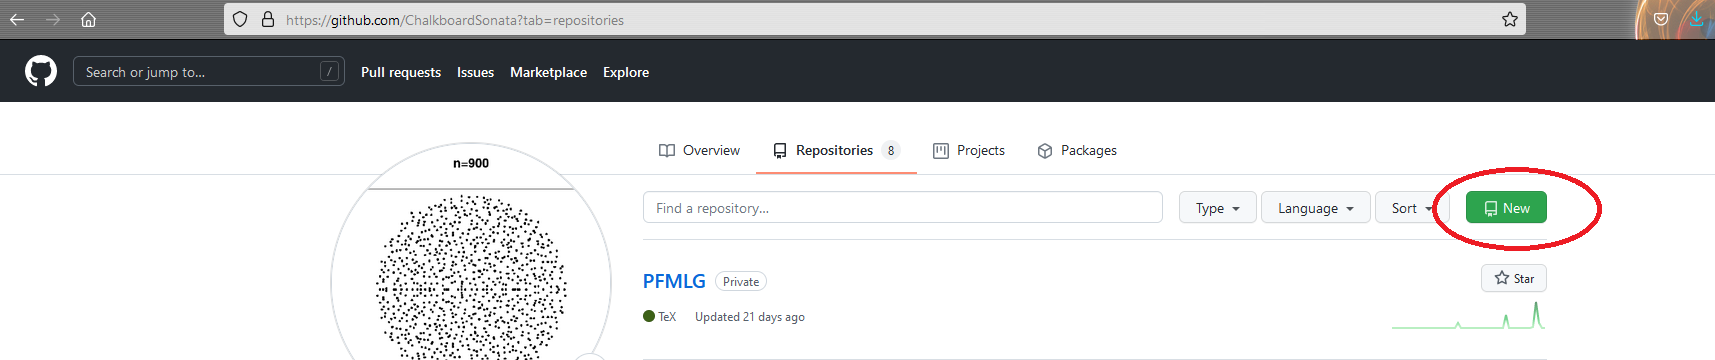 https://github.com/ChalkboardSonata?tab=repositories
Search or jump to... / Pull requests Issues Marketplace Explore
Overview Repositories 8 Projects Packages
n=900
Find a repository... Type Language Sort New
PFMLG Private Star
TeX Updated 21 days ago